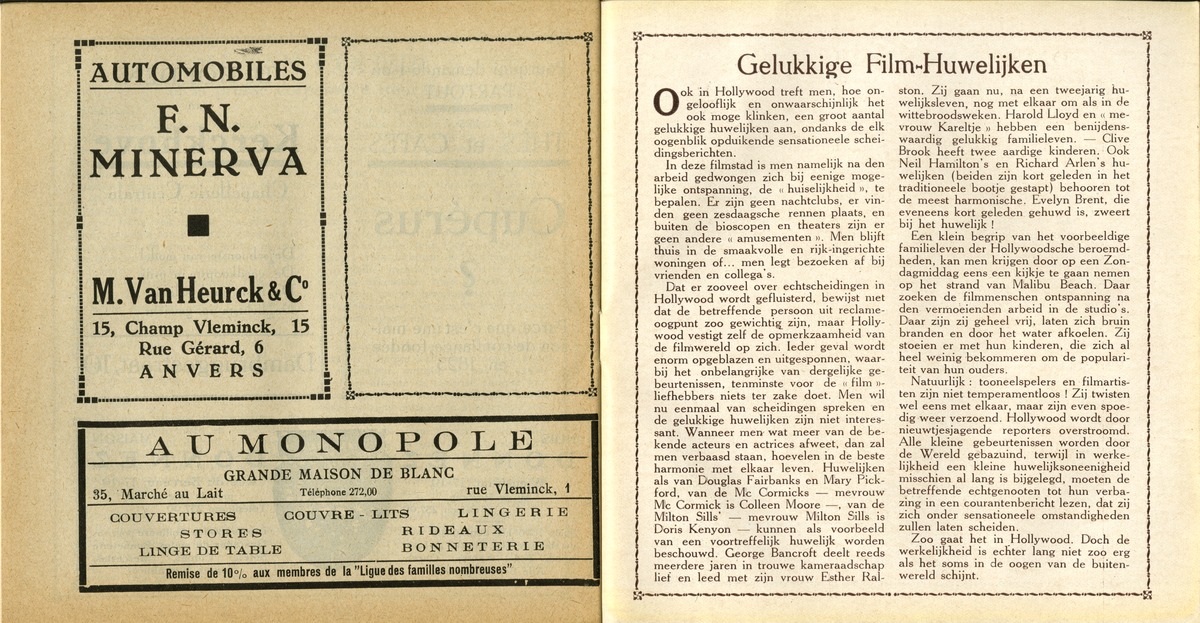 AUTOMOBILES
F. N.
MINERVA
M. Van Heurck & Co
15, Champ Vleminck, 15
Rue Gérard, 6
ANVERS
AU MONOPOLE
GRANDE MAISON DE BLANC
35, Marché au Lait Téléphone 272,00 rue Vleminck, 1
COUVERTURES COUVRE - LITS LINGERIE
STORES RIDEAUX
LINGE DE TABLE BONNETERIE
Remise de 10% aux membres de la "Ligue des familles nombreuses"
Gelukkige Film-Huwelijken
Ook in Hollywood treft men, hoe on-
gelooflijk en onwaarschijnlijk het
ook moge klinken, een groot aantal
gelukkige huwelijken aan, ondanks de elk
oogenblik opduikende sensationeele schei-
dingsberichten.
In deze filmstad is men namelijk na den
arbeid gedwongen zich bij eenige moge-
lijke ontspanning, de « huiselijkheid », te
bepalen. Er zijn geen nachtclubs, er vin-
den geen zesdaagsche rennen plaats, en
buiten de bioscopen en theaters zijn er
geen andere « amusementen ». Men blijft
thuis in de smaakvolle en rijk-ingerichte
woningen of... men legt bezoeken af bij
vrienden en collega's.
Dat er zooveel over echtscheidingen in
Hollywood wordt gefluisterd, bewijst met
dat de betreffende persoon uit reclame-
oogpunt zoo gewichtig zijn, maar Holly-
wood vestigt zelf de opmerkzaamheid van
de filmwereld op zich. Ieder geval wordt
enorm opgeblazen en uitgesponnen, waar-
bij het onbelangrijke van dergelijke ge-
beurtenissen, tenminste voor de « film »-
liefhebbers niets ter zake doet. Men wil
nu eenmaal van scheidingen spreken en
de gelukkige huwelijken zijn niet interes-
sant. Wanneer men wat meer van de be-
kende acteurs en actrices afweet, dan zal
men verbaasd staan, hoevelen in de beste
harmonie met elkaar leven. Huwelijken
als van Douglas Fairbanks en Mary Pick-
ford, van de Mc Cormicks — mevrouw
Mc Cormick is Colleen Moore —, van de
Milton Sills' — mevrouw Milton Sills is
Doris Kenyon — kunnen als voorbeeld
van een voortreffelijk huwelijk worden
beschouwd. George Bancroft deelt reeds
meerdere jaren in trouwe kameraadschap
lief en leed met zijn vrouw Esther Ral-
ston. Zij gaan nu, na een tweejarig hu-
weliksleven, nog met elkaar om als in de
wittebroodsweken. Harold Lloyd en « me-
vrouw Kareltje » hebben een benijdens-
waardig gelukkig familieleven. — Clive
Brook heeft twee aardige kinderen. Ook
Neil Hamilton's en Richard Arlen's hu-
welijken (beiden zijn kort geleden in het
traditioneele bootje gestapt) behooren tot
de meest harmonische. Evelyn Brent, die
eveneens kort geleden gehuwd is, zweert
bij het huwelijk !
Een klein begrip van het voorbeeldige
familieleven der Hollywoodsche beroemd-
heden, kan men krijgen door op een Zon-
dagmiddag eens een kijkje te gaan nemen
op het strand van Malibu Beach. Daar
zoeken de filmmenschen ontspanning na
den vermoeienden arbeid in de studio's.
Daar zijn zij geheel vrij, laten zich bruin
branden en door het water afkoelen. Zij
stoeien er met hun kinderen, die zich al
heel weinig bekommeren om de populari-
teit van hun ouders.
Natuurlijk : tooneelspelers en filmartis-
ten zijn niet temperamentloos ! Zij twisten
wel eens met elkaar, maar zijn even spoe-
dig weer verzoend. Hollywood wordt door
nieuwtjesjagende reporters overstroomd.
Alle kleine gebeurtenissen worden door
de Wereld gebazuind, terwijl in werke-
lijkheid een kleine huwelijksoneenigheid
misschien al lang is bijgelegd, moeten de
betreffende echtgenooten tot hun verba-
zing in een courantenbericht lezen, dat zij
zich onder sensationeele omstandigheden
zullen laten scheiden.
Zoo gaat het in Hollywood. Doch de
werkelijkheid is echter lang niet zoo erg
als het soms in de oogen van de buiten-
wereld schijnt.